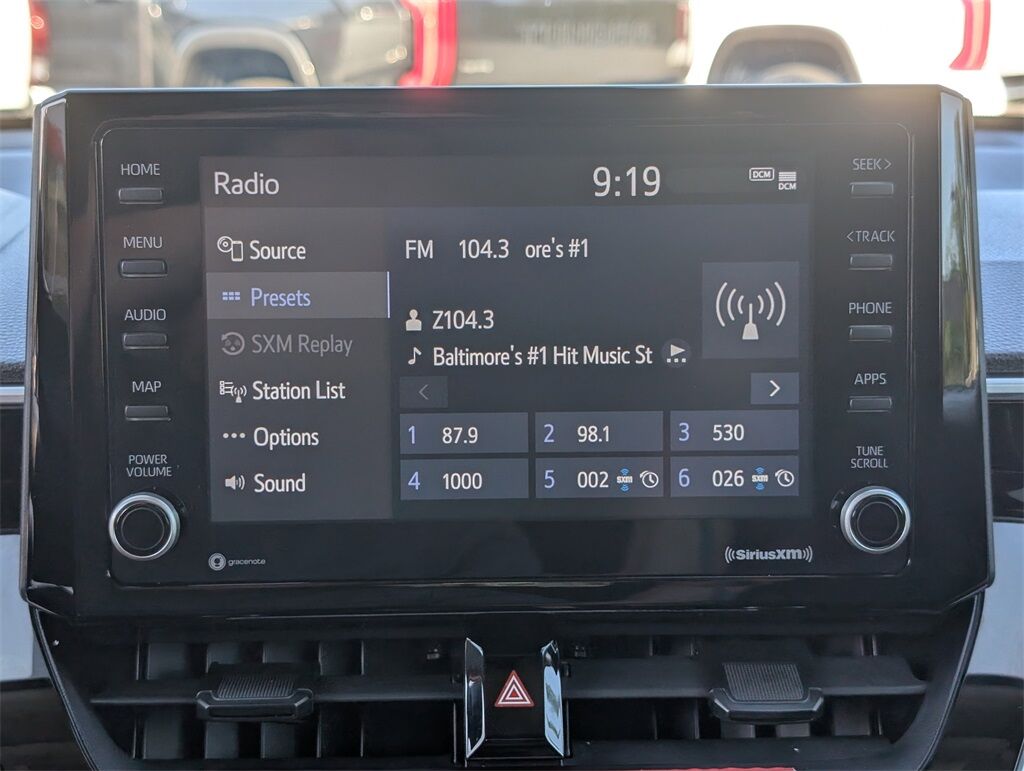 HOME
MENU
AUDIO
MAP
POWER
VOLUME
Radio
9:19
DCM
DCM
Source
Presets
SXM Replay
Station List
••• Options
Sound
FM 104.3 ore's #1
Z104.3
Baltimore's #1 Hit Music St
<
>
1 87.9
2 98.1
3 530
4 1000
5 002 sxm
6 026 sxm
SEEK >
< TRACK
PHONE
APPS
TUNE
SCROLL
gracenote
((SiriusXM))